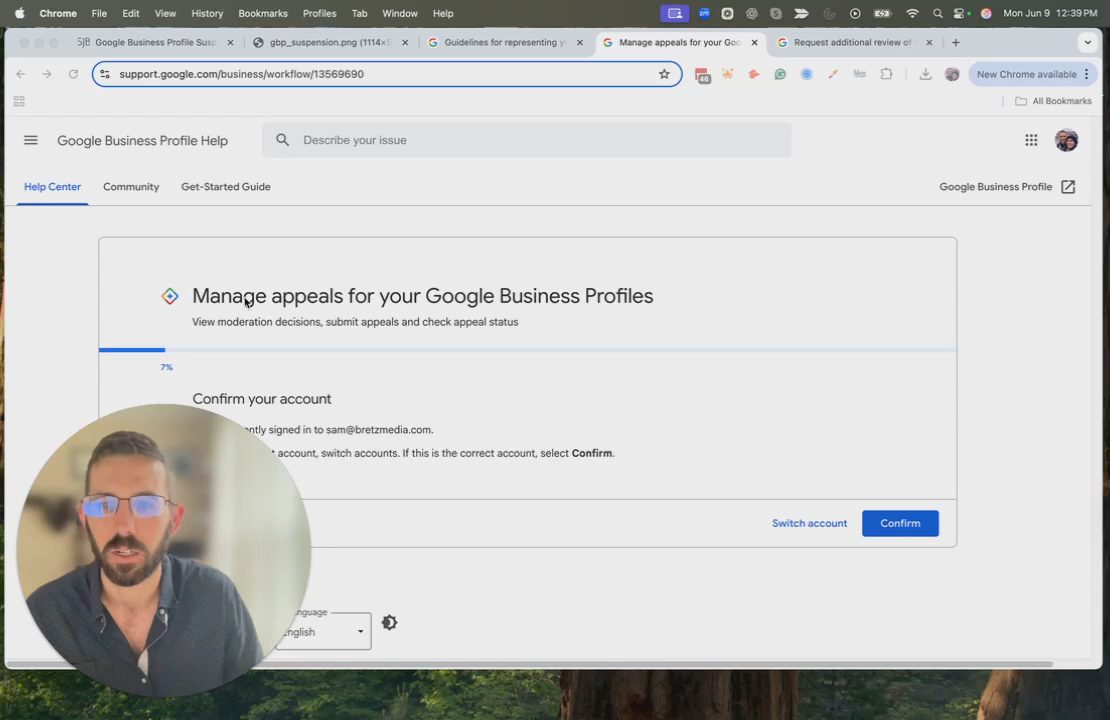 Chrome File Edit View History Bookmarks Profiles Tab Window Help Mon Jun 9 12:39 PM
Google Business Profile Sus
gbp_suspension.png (1114×
Guidelines for representing y
Manage appeals for your Goo
Request additional review of
support.google.com/business/workflow/13569690
46
New Chrome available
All Bookmarks
Google Business Profile Help
Describe your issue
Help Center Community Get-Started Guide Google Business Profile
Manage appeals for your Google Business Profiles
View moderation decisions, submit appeals and check appeal status
7%
Confirm your account
ntly signed in to sam@bretzmedia.com.
account, switch accounts. If this is the correct account, select Confirm.
Switch account Confirm
nguage
English